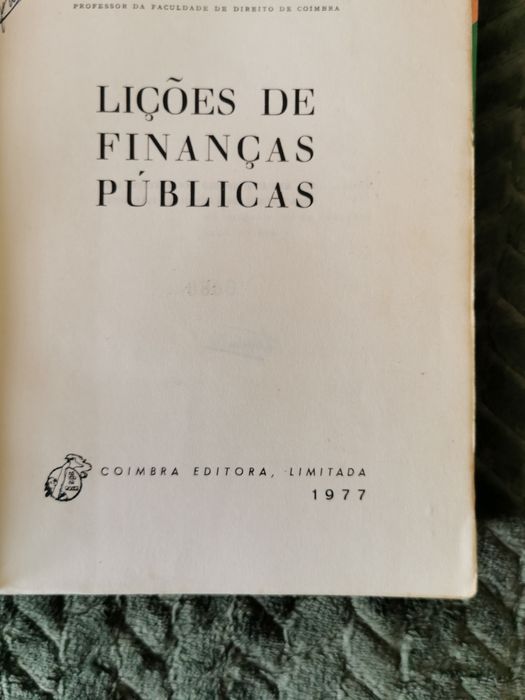 PROFESSOR DA FACULDADE DE DIREITO DE COIMBRA
LIÇÕES DE
FINANÇAS
PÚBLICAS
COIMBRA EDITORA, LIMITADA
1977